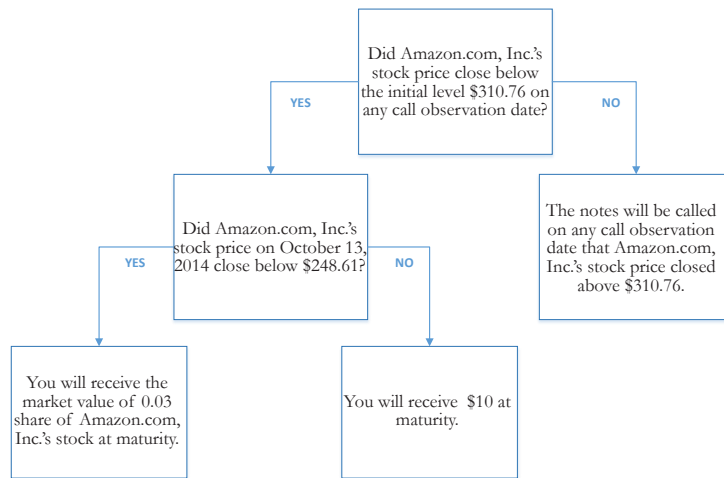 Did Amazon.com, Inc.'s
stock price close below
the initial level $310.76 on
any call observation date?
YES
NO
Did Amazon.com, Inc.'s
stock price on October 13,
2014 close below $248.61?
The notes will be called
on any call observation
date that Amazon.com,
Inc.'s stock price closed
above $310.76.
YES
NO
You will receive the
market value of 0.03
share of Amazon.com,
Inc.'s stock at maturity.
You will receive $10 at
maturity.